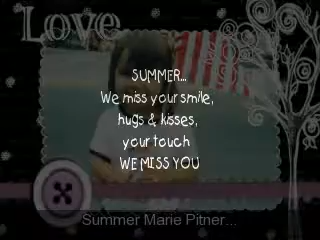 Love
SUMMER...
We miss your smile,
hugs & kisses,
your touch
WE MISS YOU
Summer Marie Pitner...